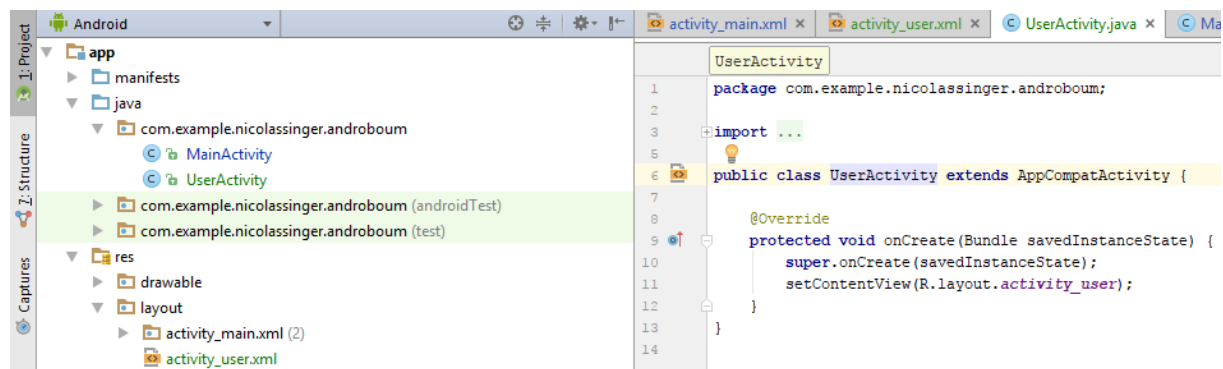 1: Project
7: Structure
Captures
Android
app
manifests
java
com.example.nicolassinger.androboum
MainActivity
UserActivity
com.example.nicolassinger.androboum (androidTest)
com.example.nicolassinger.androboum (test)
res
drawable
layout
activity_main.xml (2)
activity_user.xml
activity_main.xml × activity_user.xml × UserActivity.java × Ma
UserActivity
1 package com.example.nicolassinger.androboum;
2
3 import ...
5
6 public class UserActivity extends AppCompatActivity {
7
8 @Override
9 protected void onCreate(Bundle savedInstanceState) {
10 super.onCreate(savedInstanceState);
11 setContentView(R.layout.activity_user);
12 }
13 }
14